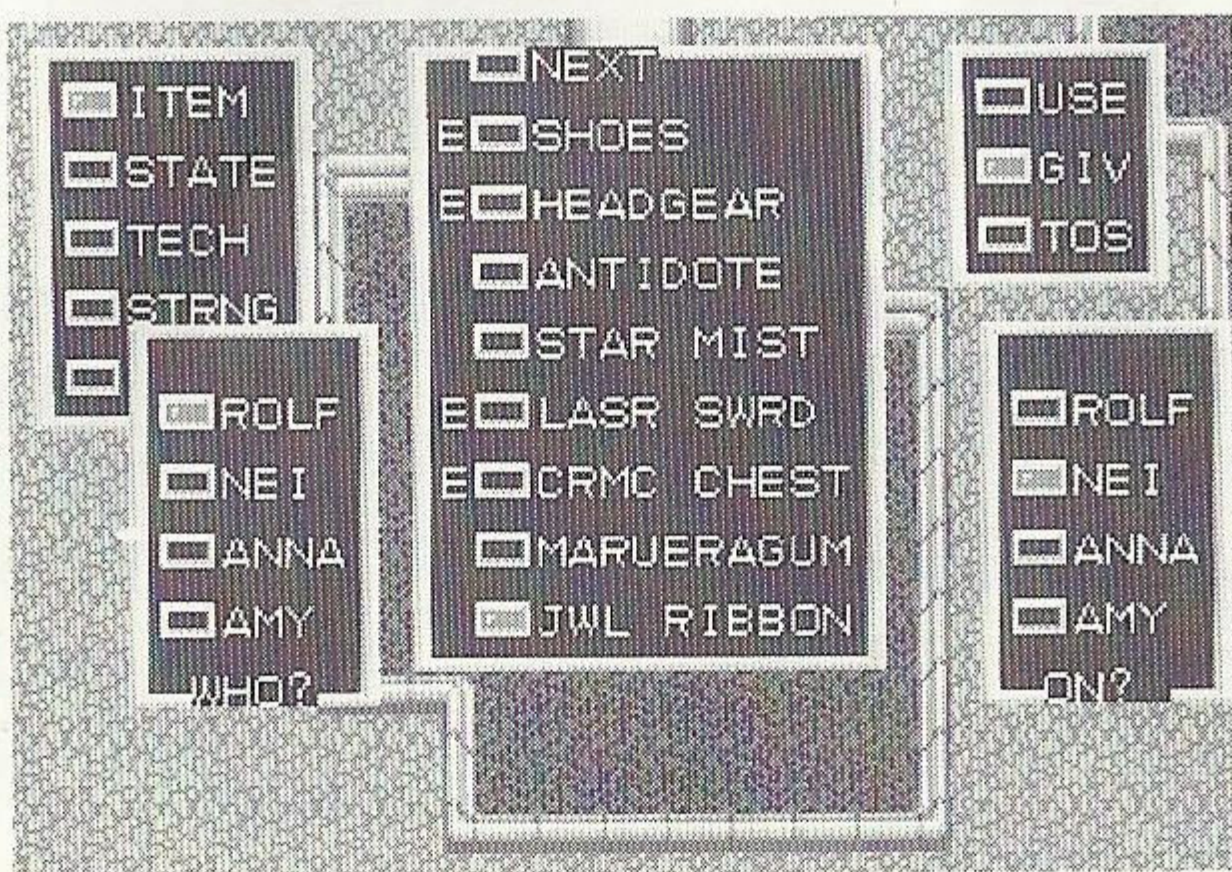 ITEM
STATE
TECH
STRNG
ROLF
NEI
ANNA
AMY
WHO?
NEXT
E SHOES
E HEADGEAR
ANTIDOTE
STAR MIST
E LASR SWRD
E CRMC CHEST
MARUERAGUM
JWL RIBBON
USE
GIV
TOS
ROLF
NEI
ANNA
AMY
ON?